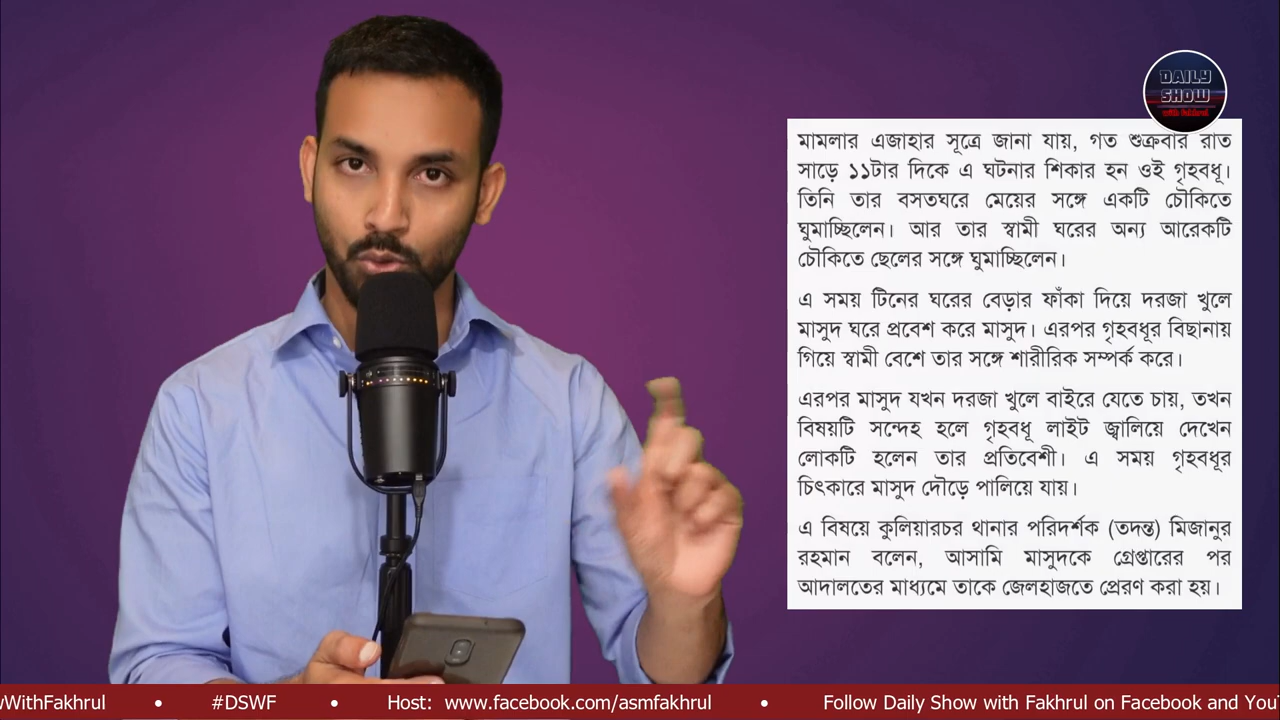 DAILY
SHOW
with fakhrul
মামলার এজাহার সূত্রে জানা যায়, গত শুক্রবার রাত
সাড়ে ১১টার দিকে এ ঘটনার শিকার হন ওই গৃহবধূ।
তিনি তার বসতঘরে মেয়ের সঙ্গে একটি চৌকিতে
ঘুমাচ্ছিলেন। আর তার স্বামী ঘরের অন্য আরেকটি
চৌকিতে ছেলের সঙ্গে ঘুমাচ্ছিলেন।
এ সময় টিনের ঘরের বেড়ার ফাঁকা দিয়ে দরজা খুলে
মাসুদ ঘরে প্রবেশ করে মাসুদ। এরপর গৃহবধূর বিছানায়
গিয়ে স্বামী বেশে তার সঙ্গে শারীরিক সম্পর্ক করে।
এরপর মাসুদ যখন দরজা খুলে বাইরে যেতে চায়, তখন
বিষয়টি সন্দেহ হলে গৃহবধূ লাইট জ্বালিয়ে দেখেন
লোকটি হলেন তার প্রতিবেশী। এ সময় গৃহবধূর
চিৎকারে মাসুদ দৌড়ে পালিয়ে যায়।
এ বিষয়ে কুলিয়ারচর থানার পরিদর্শক (তদন্ত) মিজানুর
রহমান বলেন, আসামি মাসুদকে গ্রেপ্তারের পর
আদালতের মাধ্যমে তাকে জেলহাজতে প্রেরণ করা হয়।
wWithFakhrul • #DSWF • Host: www.facebook.com/asmfakhrul • Follow Daily Show with Fakhrul on Facebook and You